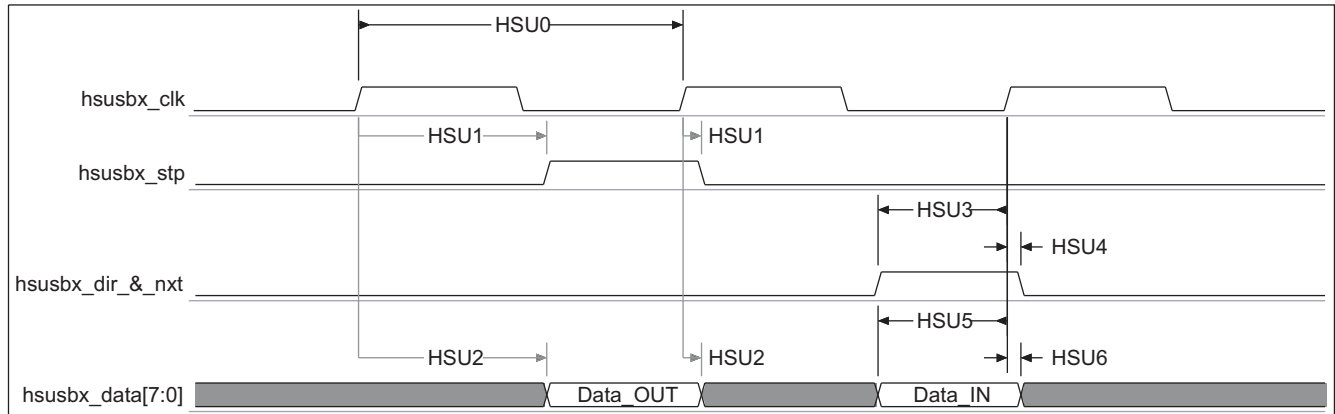 HSU0
hsusbx_clk
HSU1 HSU1
hsusbx_stp
HSU3
HSU4
hsusbx_dir_&_nxt
HSU5
HSU2 HSU2 HSU6
hsusbx_data[7:0] Data_OUT Data_IN